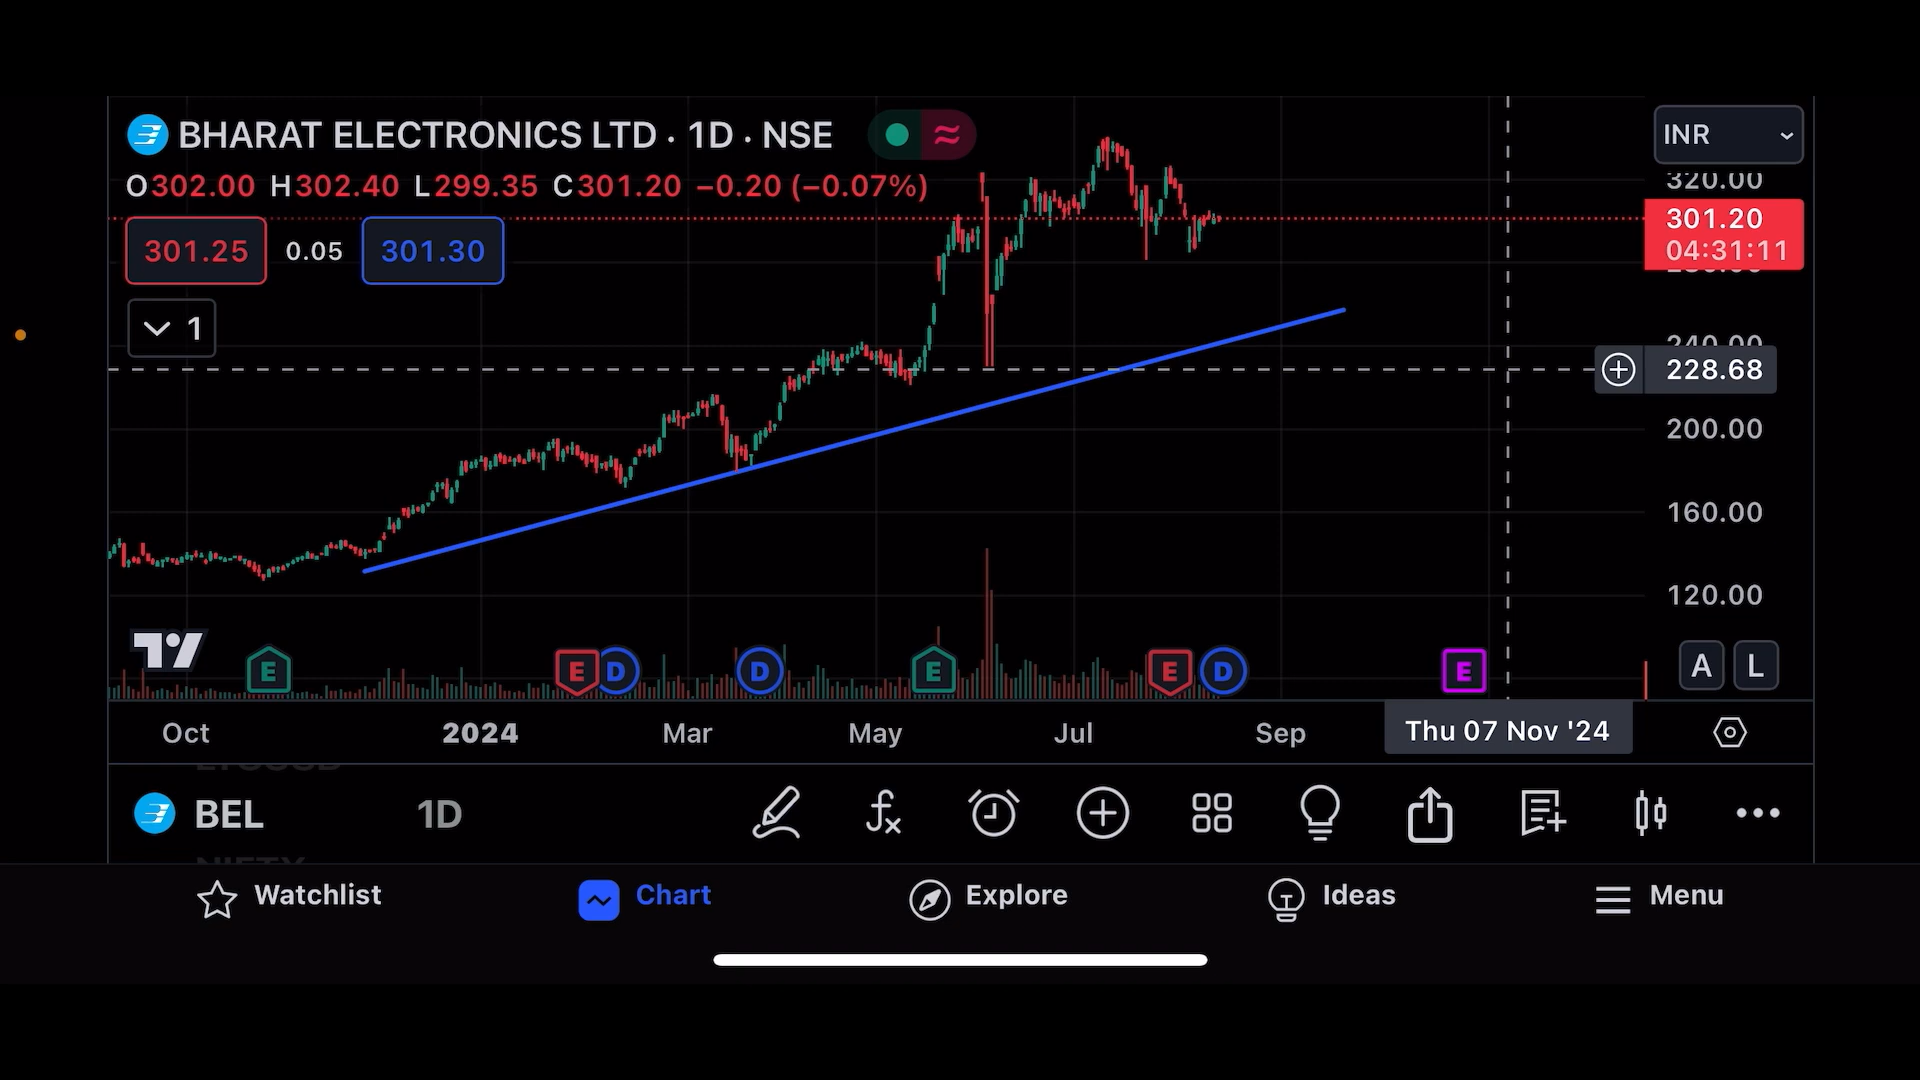 BHARAT ELECTRONICS LTD · 1D · NSE
INR
O302.00 H302.40 L299.35 C301.20 −0.20 (−0.07%)
320.00
301.20
04:31:11
301.25 0.05 301.30
1
240.00
228.68
200.00
160.00
120.00
E E D D E E D E
A L
Oct 2024 Mar May Jul Sep Thu 07 Nov '24
BEL 1D
Watchlist Chart Explore Ideas Menu